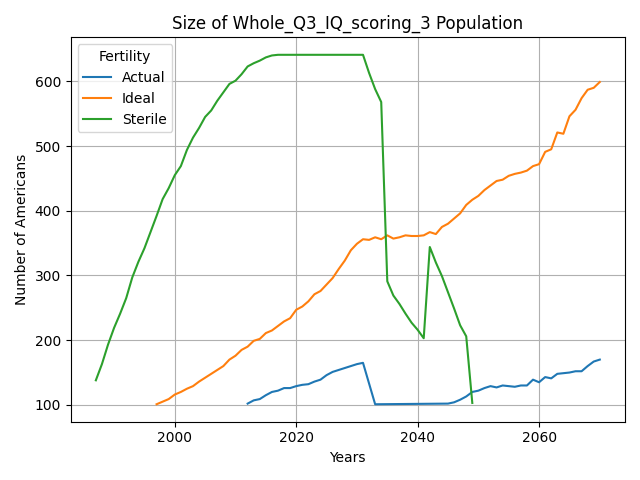 Size of Whole_Q3_IQ_scoring_3 Population
Fertility
Actual
Ideal
Sterile
Number of Americans
600
500
400
300
200
100
2000
2020
2040
2060
Years